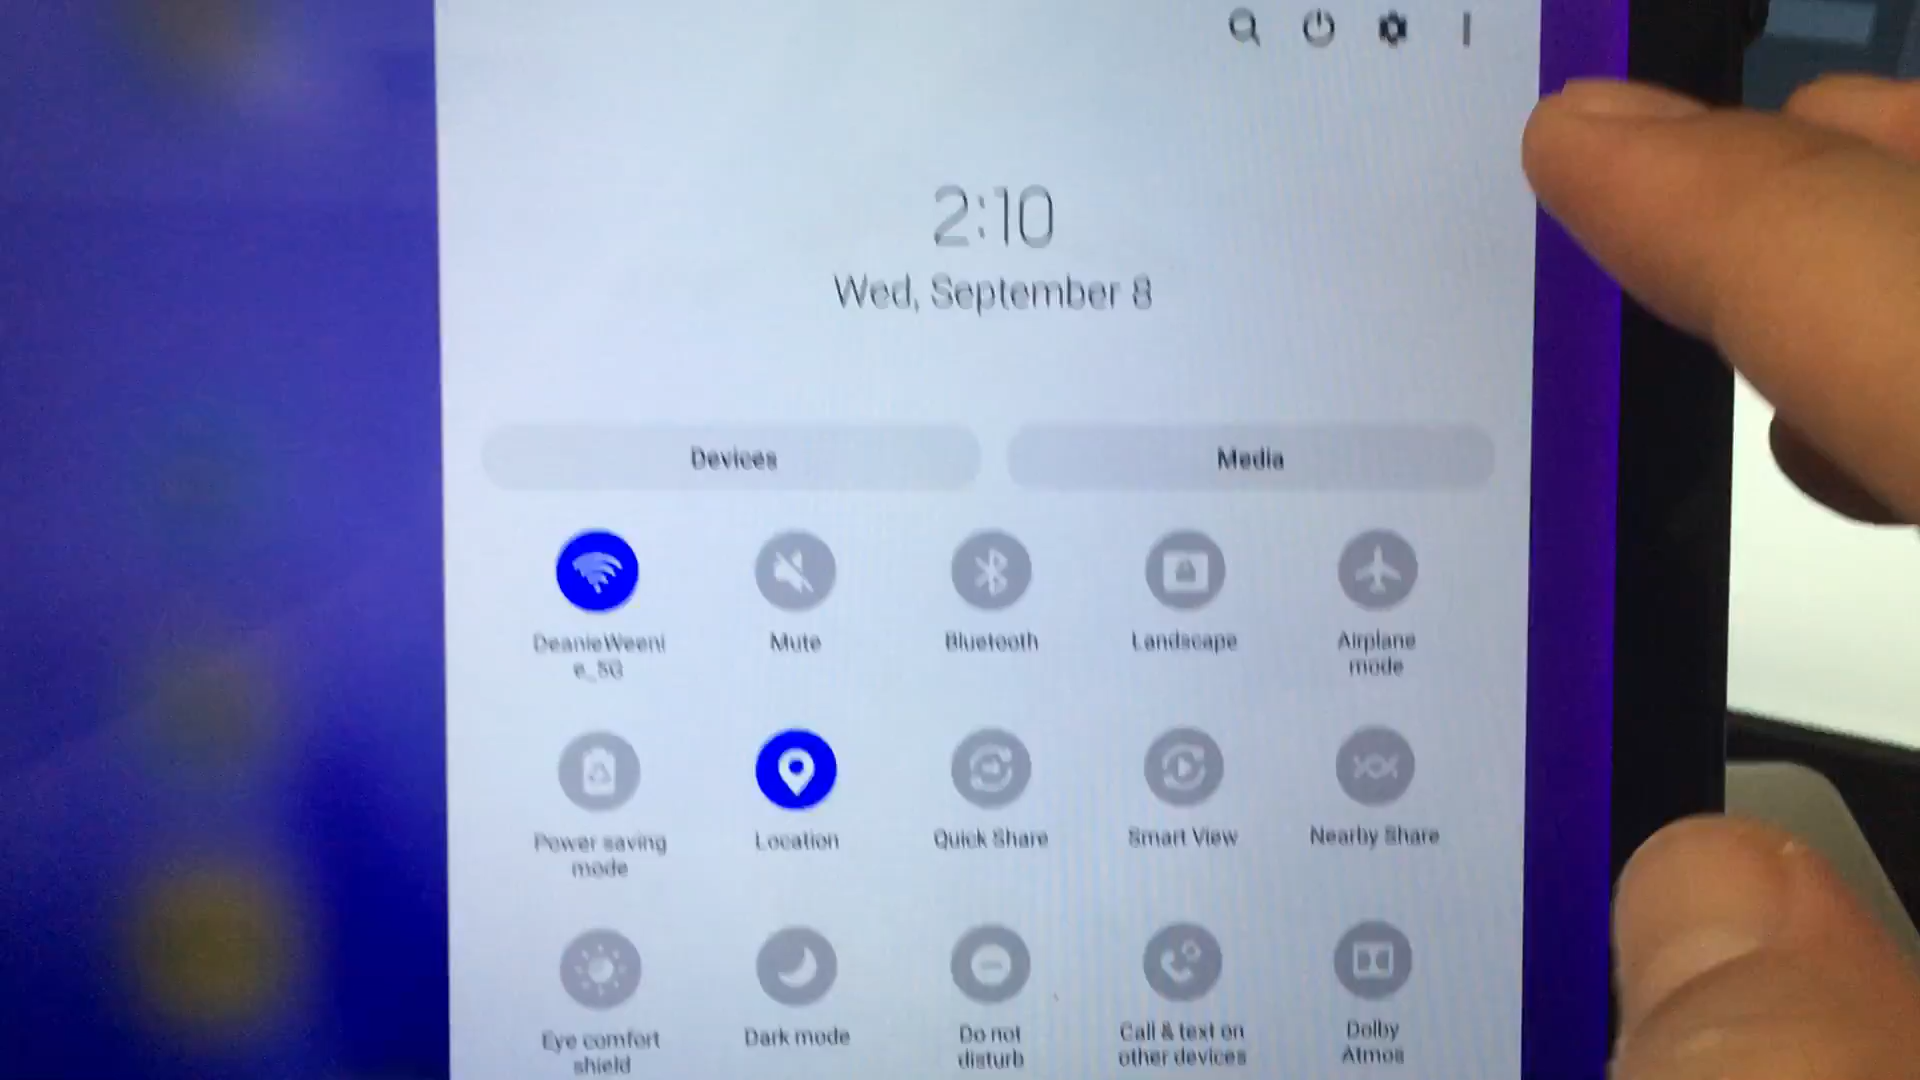 2:10
Wed, September 8
Devices
Media
DeanieWeeni
e_5G
Mute
Bluetooth
Landscape
Airplane
mode
Power saving
mode
Location
Quick Share
Smart View
Nearby Share
Eye comfort
shield
Dark mode
Do not
disturb
Call & text on
other devices
Dolby
Atmos